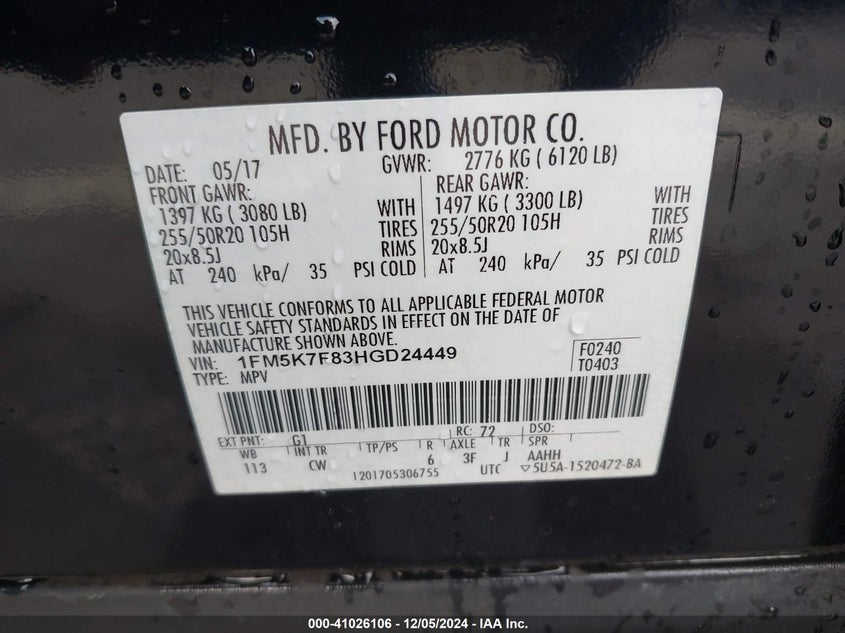 MFD. BY FORD MOTOR CO.
DATE: 05/17 GVWR: 2776 KG ( 6120 LB)
FRONT GAWR: REAR GAWR:
1397 KG ( 3080 LB) WITH 1497 KG ( 3300 LB) WITH
255/50R20 105H TIRES 255/50R20 105H TIRES
20x8.5J RIMS 20x8.5J RIMS
AT 240 kPa/ 35 PSI COLD AT 240 kPa/ 35 PSI COLD
THIS VEHICLE CONFORMS TO ALL APPLICABLE FEDERAL MOTOR
VEHICLE SAFETY STANDARDS IN EFFECT ON THE DATE OF
MANUFACTURE SHOWN ABOVE.
VIN: 1FM5K7F83HGD24449 F0240
TYPE: MPV T0403
EXT PNT: G1 RC: 72 DSO:
WB INT TR TP/PS R AXLE TR SPR
113 CW 6 3F J AAHH
1201705306755 UTC ▽5U5A-1520472-BA
000-41026106 - 12/05/2024 - IAA Inc.